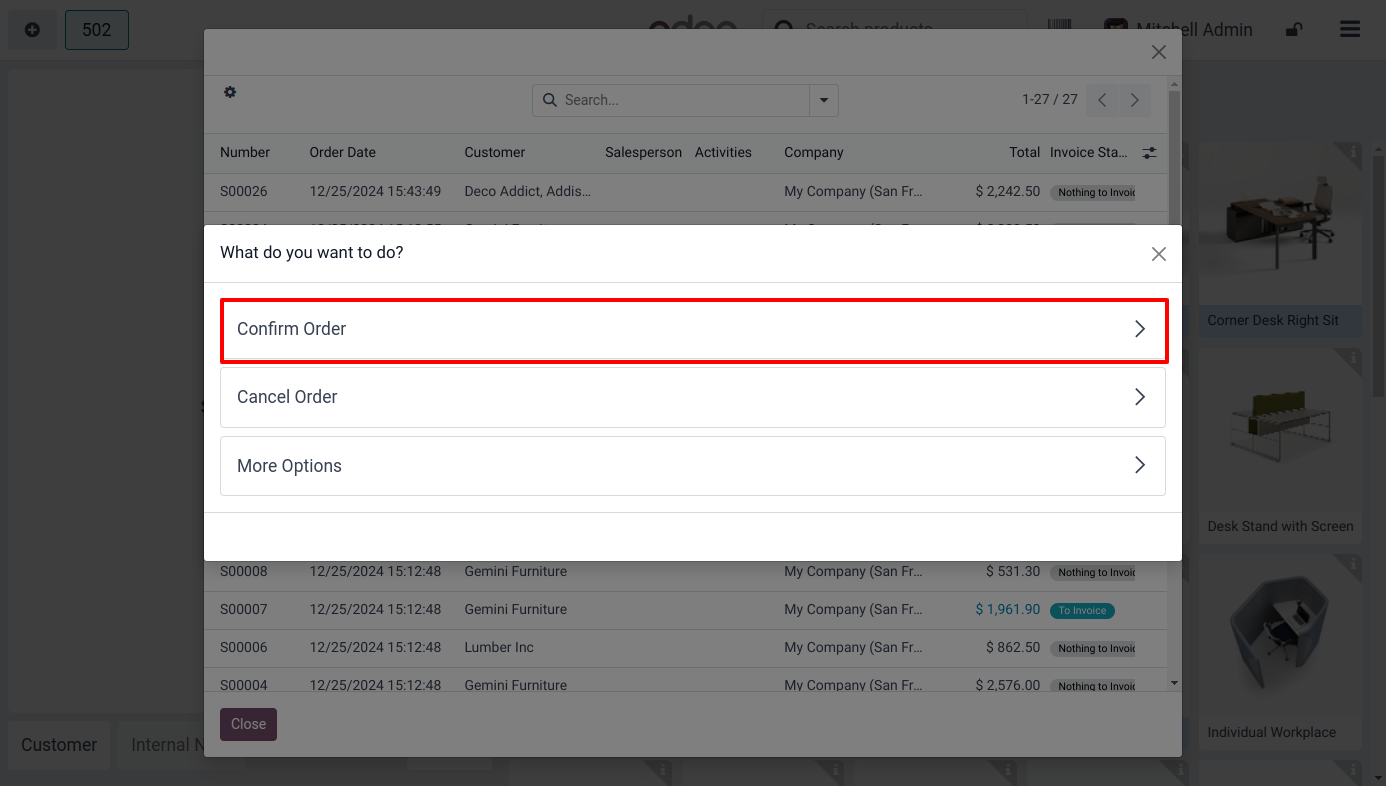 502
odoo
Search products...
Mitchell Admin
Search...
1-27 / 27
Number Order Date Customer Salesperson Activities Company Total Invoice Sta...
S00026 12/25/2024 15:43:49 Deco Addict, Addis... My Company (San Fr... $ 2,242.50 Nothing to Invoic
What do you want to do?
Confirm Order
Cancel Order
More Options
S00008 12/25/2024 15:12:48 Gemini Furniture My Company (San Fr... $ 531.30 Nothing to Invoic
S00007 12/25/2024 15:12:48 Gemini Furniture My Company (San Fr... $ 1,961.90 To Invoice
S00006 12/25/2024 15:12:48 Lumber Inc My Company (San Fr... $ 862.50 Nothing to Invoic
S00004 12/25/2024 15:12:48 Gemini Furniture My Company (San Fr... $ 2,576.00 Nothing to Invoic
Close
Corner Desk Right Sit
Desk Stand with Screen
Individual Workplace
Customer
Internal N